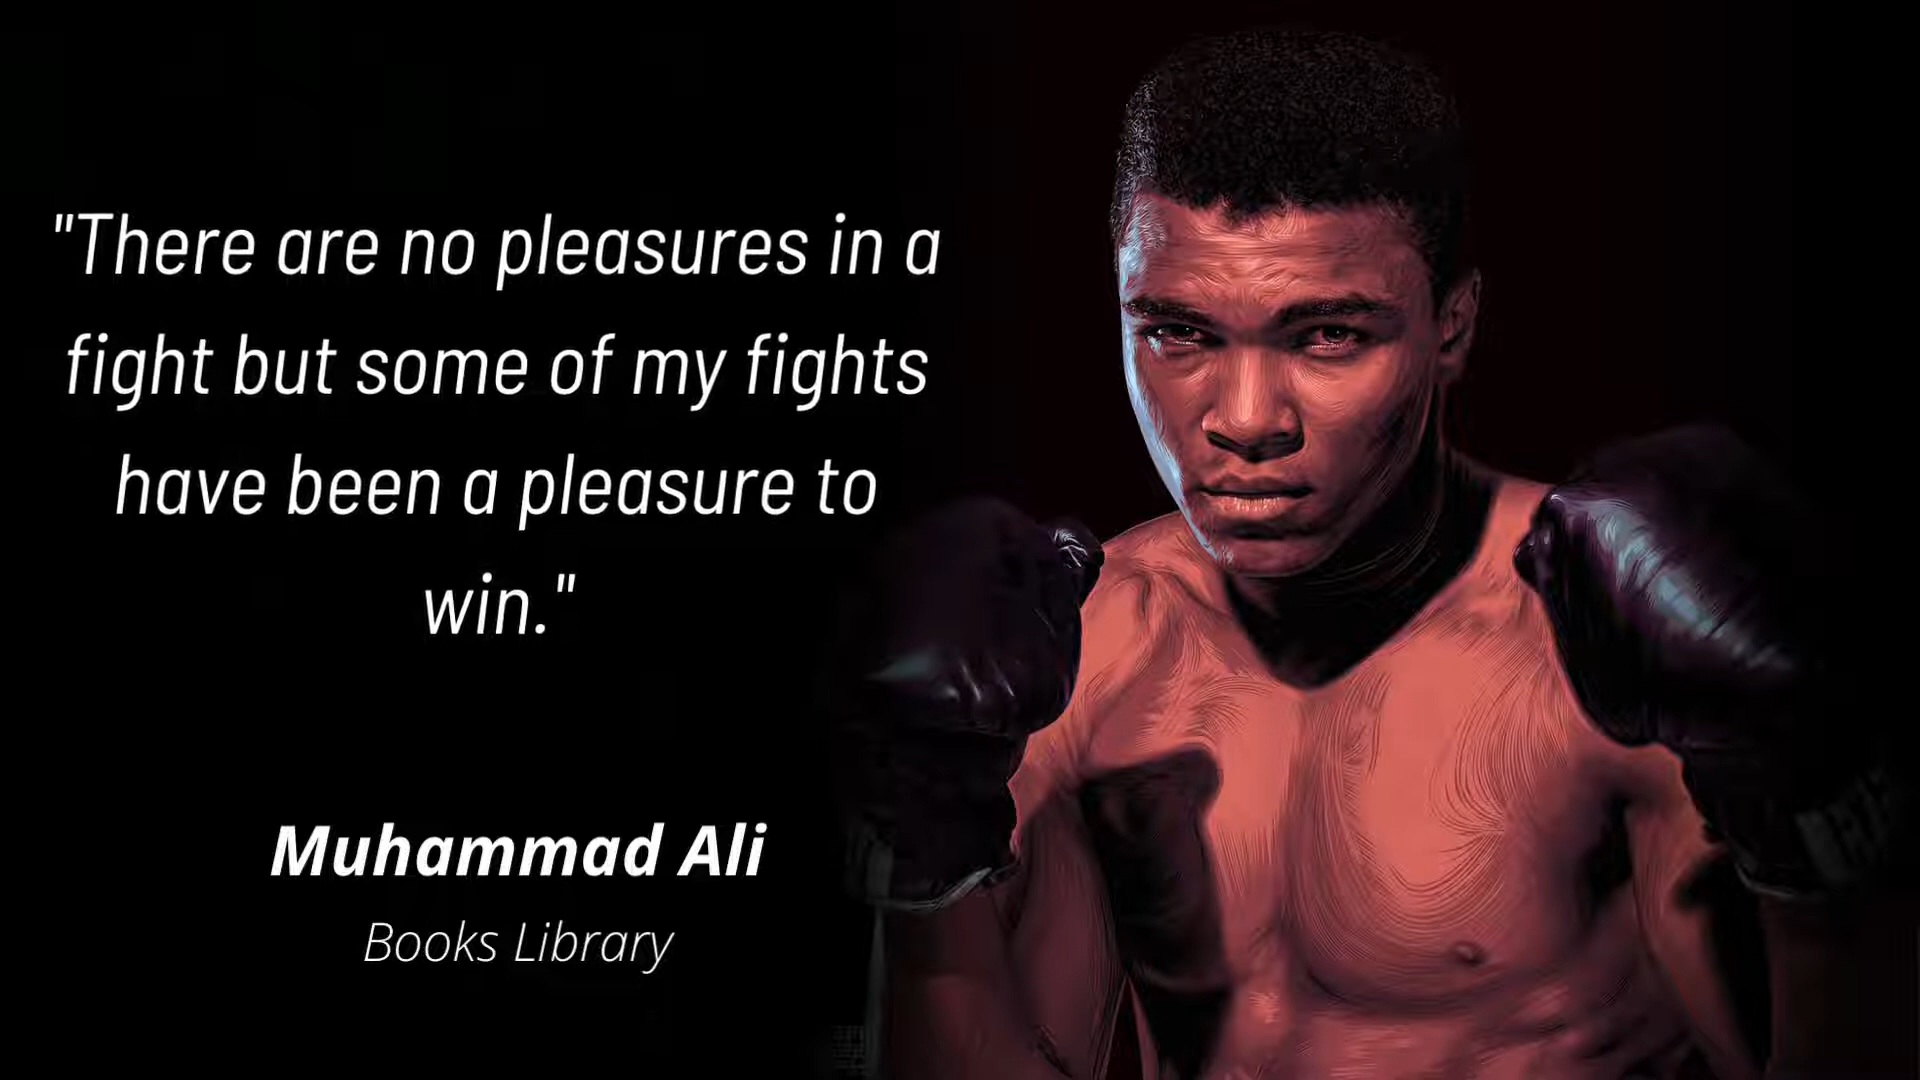 "There are no pleasures in a
fight but some of my fights
have been a pleasure to
win."
Muhammad Ali
Books Library